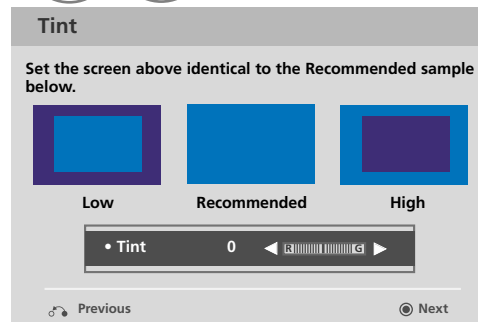 Tint
Set the screen above identical to the Recommended sample
below.
Low Recommended High
• Tint 0 ◀ R G ▶
Previous Next